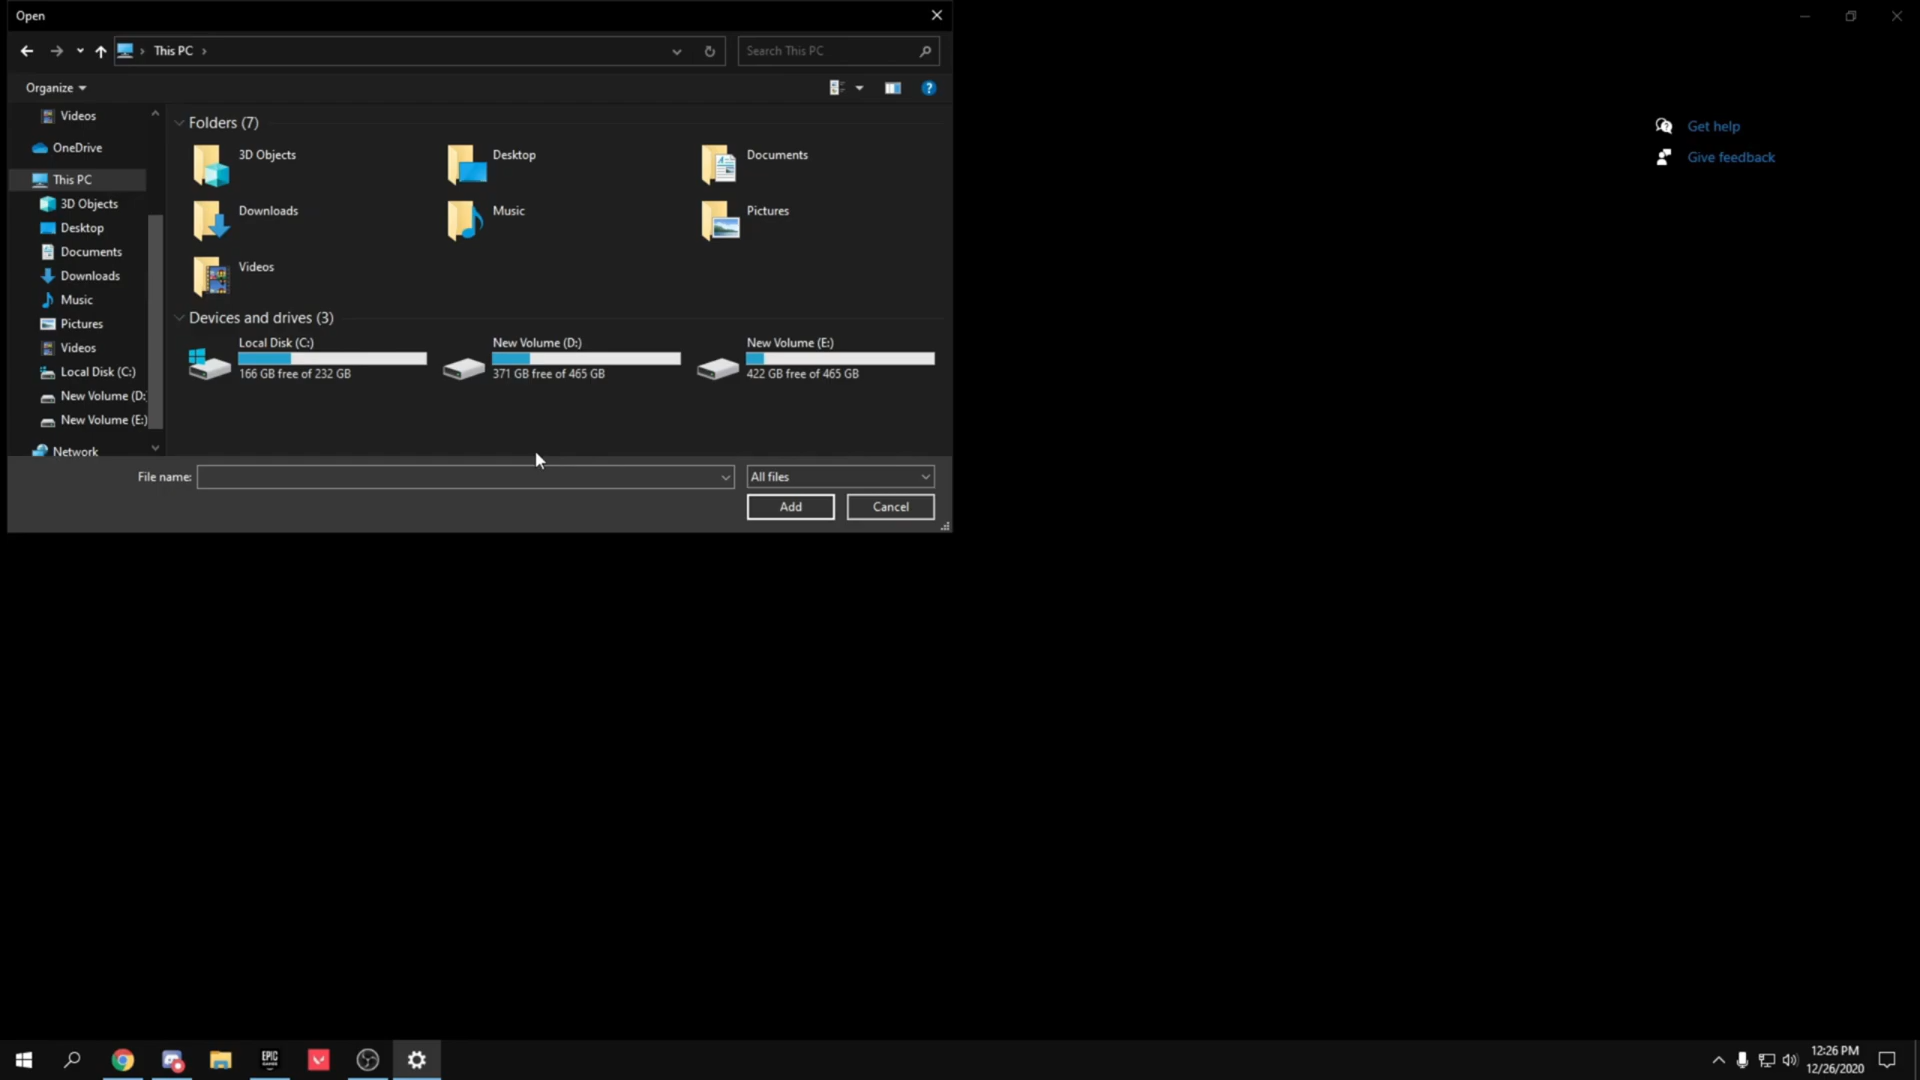 Open
This PC
Search This PC
Organize
Videos
OneDrive
This PC
3D Objects
Desktop
Documents
Downloads
Music
Pictures
Videos
Local Disk (C:)
New Volume (D:
New Volume (E:)
Network
Folders (7)
3D Objects
Desktop
Documents
Downloads
Music
Pictures
Videos
Devices and drives (3)
Local Disk (C:)
166 GB free of 232 GB
New Volume (D:)
371 GB free of 465 GB
New Volume (E:)
422 GB free of 465 GB
File name:
All files
Add
Cancel
Get help
Give feedback
EPIC
GAMES
12:26 PM
12/26/2020